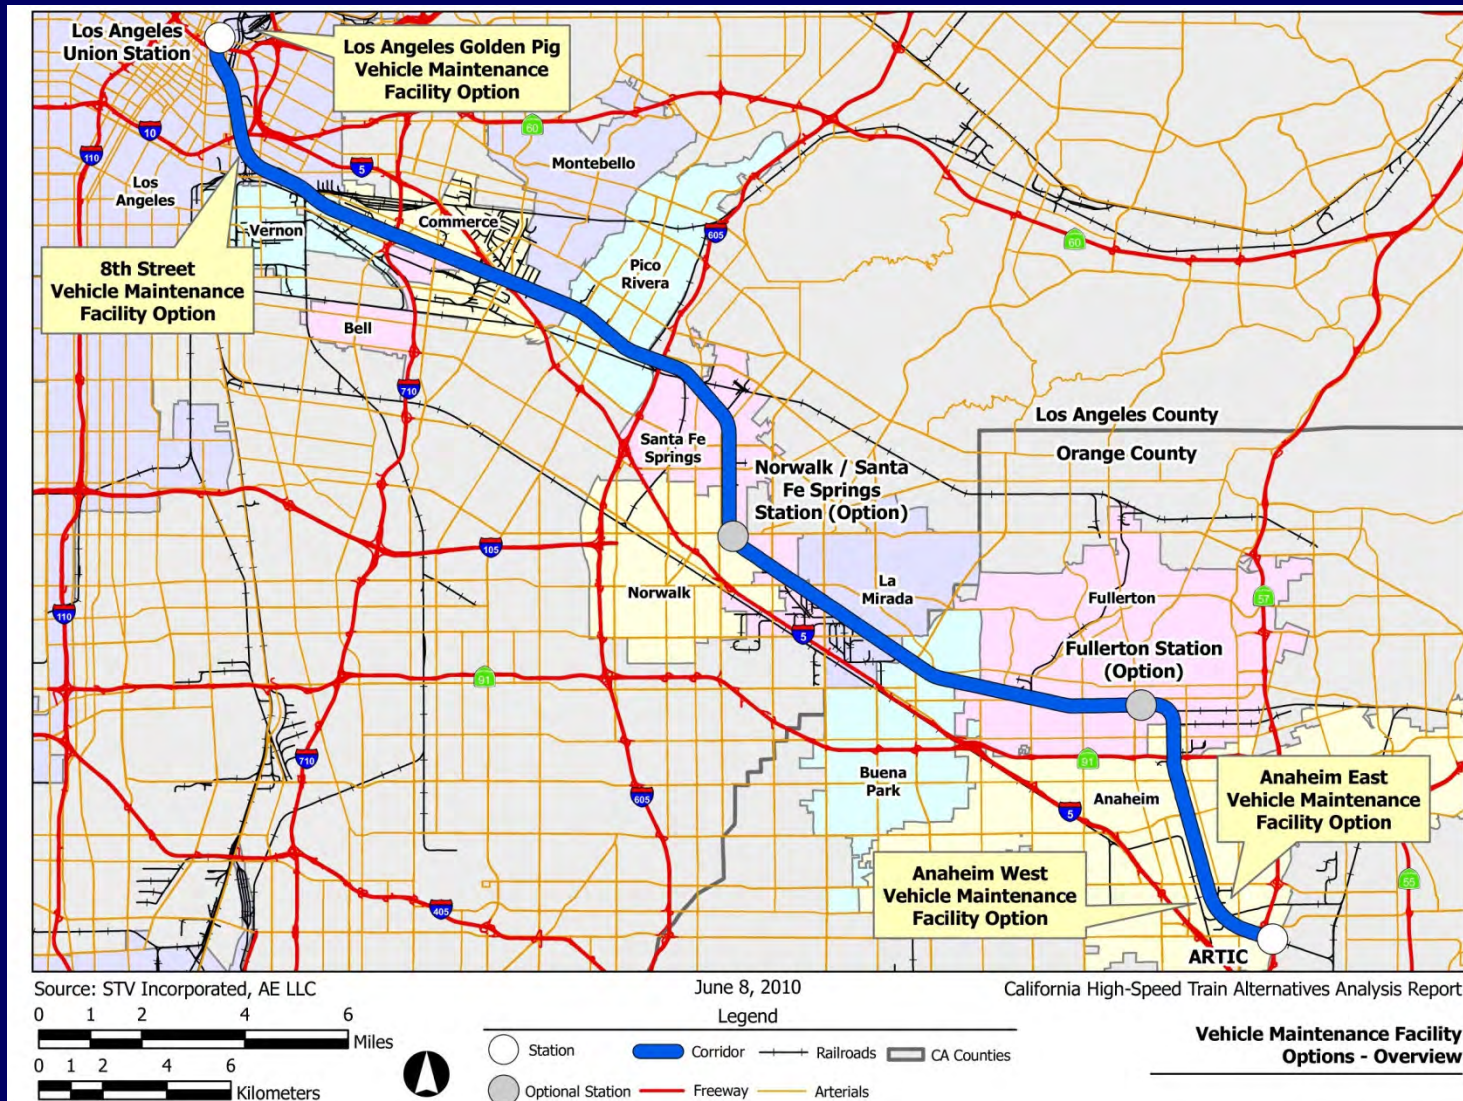 Los Angeles
Union Station
Los Angeles Golden Pig
Vehicle Maintenance
Facility Option
60
10
110
5
Montebello
Los
Angeles
Commerce
Vernon
605
60
8th Street
Vehicle Maintenance
Facility Option
Pico
Rivera
Bell
710
Los Angeles County
Orange County
Santa Fe
Springs
Norwalk / Santa
Fe Springs
Station (Option)
105
La
Mirada
Norwalk
Fullerton
57
110
5
Fullerton Station
(Option)
91
710
91
Buena
Park
Anaheim
605
5
Anaheim East
Vehicle Maintenance
Facility Option
Anaheim West
Vehicle Maintenance
Facility Option
55
405
ARTIC
Source: STV Incorporated, AE LLC
June 8, 2010
California High-Speed Train Alternatives Analysis Report
0 1 2 4 6
Miles
0 1 2 4 6
Kilometers
Legend
Station
Corridor
Railroads
CA Counties
Optional Station
Freeway
Arterials
Vehicle Maintenance Facility
Options - Overview